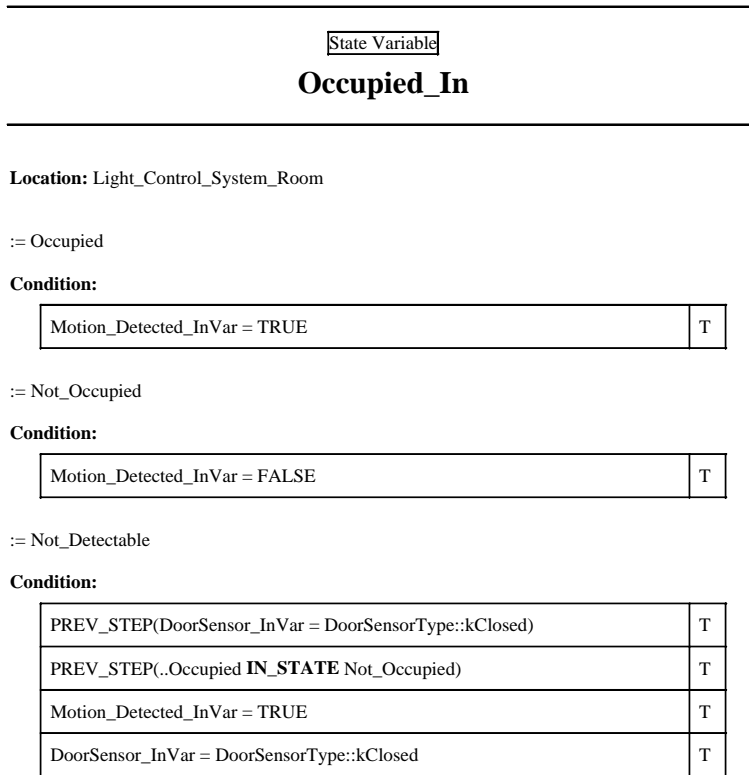 State Variable
Occupied_In
Location: Light_Control_System_Room
:= Occupied
Condition:
Motion_Detected_InVar = TRUE T
:= Not_Occupied
Condition:
Motion_Detected_InVar = FALSE T
:= Not_Detectable
Condition:
PREV_STEP(DoorSensor_InVar = DoorSensorType::kClosed) T
PREV_STEP(..Occupied IN_STATE Not_Occupied) T
Motion_Detected_InVar = TRUE T
DoorSensor_InVar = DoorSensorType::kClosed T